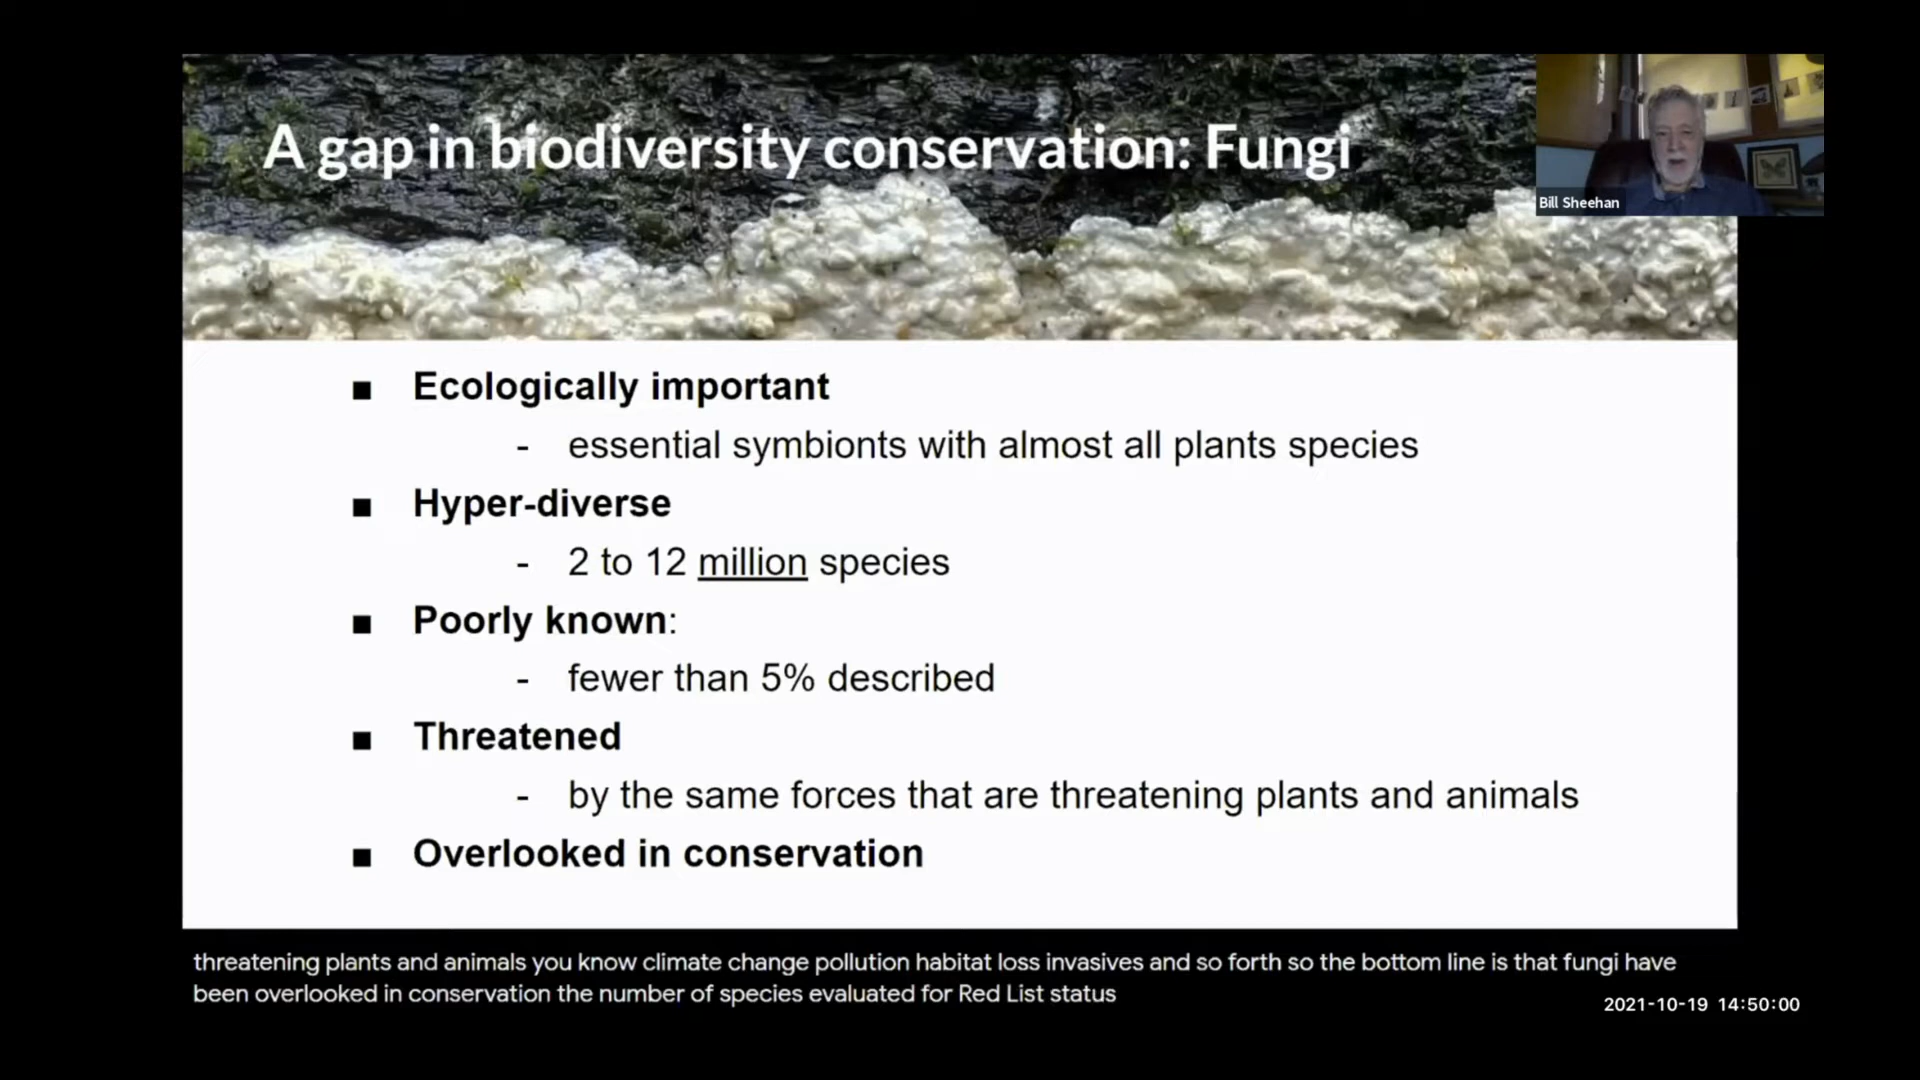 A gap in biodiversity conservation: Fungi
Bill Sheehan
■ Ecologically important
- essential symbionts with almost all plants species
■ Hyper-diverse
- 2 to 12 million species
■ Poorly known:
- fewer than 5% described
■ Threatened
- by the same forces that are threatening plants and animals
■ Overlooked in conservation
threatening plants and animals you know climate change pollution habitat loss invasives and so forth so the bottom line is that fungi have
been overlooked in conservation the number of species evaluated for Red List status
2021-10-19 14:50:00